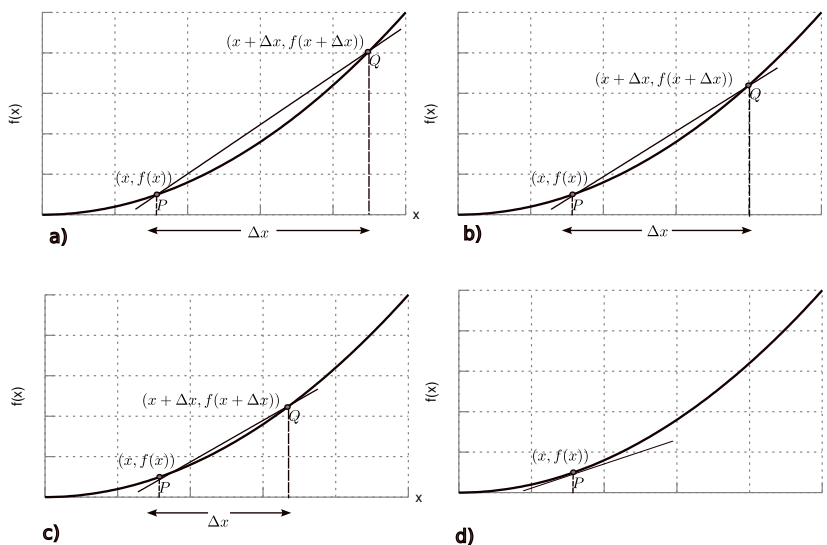 (x + Δx, f(x + Δx))
Q
f(x)
(x, f(x))
P
x
a)
Δx
(x + Δx, f(x + Δx))
Q
f(x)
(x, f(x))
P
b)
Δx
(x + Δx, f(x + Δx))
Q
f(x)
(x, f(x))
P
x
c)
Δx
f(x)
(x, f(x))
P
d)